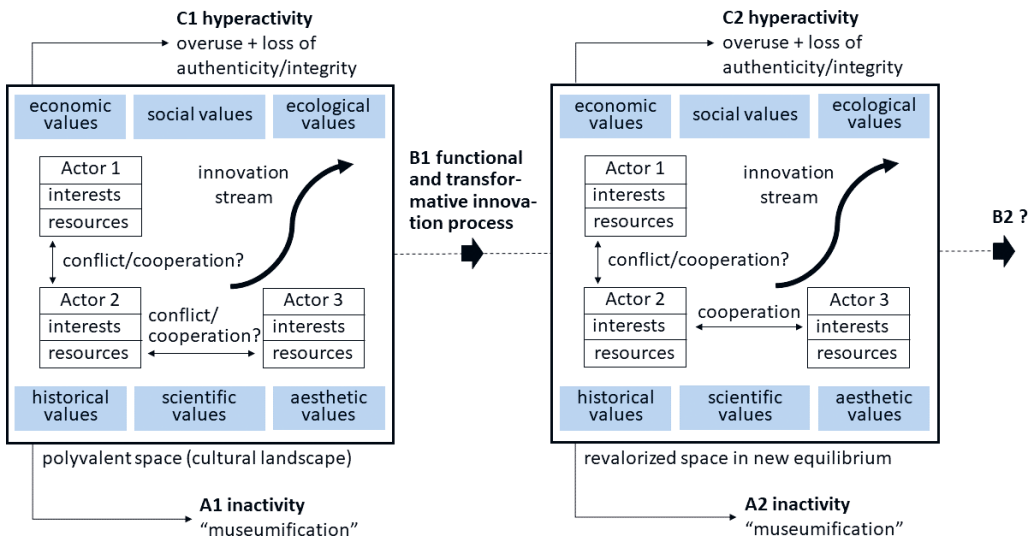 C1 hyperactivity
overuse + loss of
authenticity/integrity
economic
values
social values
ecological
values
Actor 1
interests
resources
innovation
stream
conflict/cooperation?
Actor 2
interests
resources
conflict/
cooperation?
Actor 3
interests
resources
historical
values
scientific
values
aesthetic
values
polyvalent space (cultural landscape)
A1 inactivity
“museumification”
B1 functional
and transfor-
mative innova-
tion process
C2 hyperactivity
overuse + loss of
authenticity/integrity
economic
values
social values
ecological
values
Actor 1
interests
resources
innovation
stream
conflict/cooperation?
Actor 2
interests
resources
cooperation
Actor 3
interests
resources
historical
values
scientific
values
aesthetic
values
revalorized space in new equilibrium
A2 inactivity
“museumification”
B2 ?